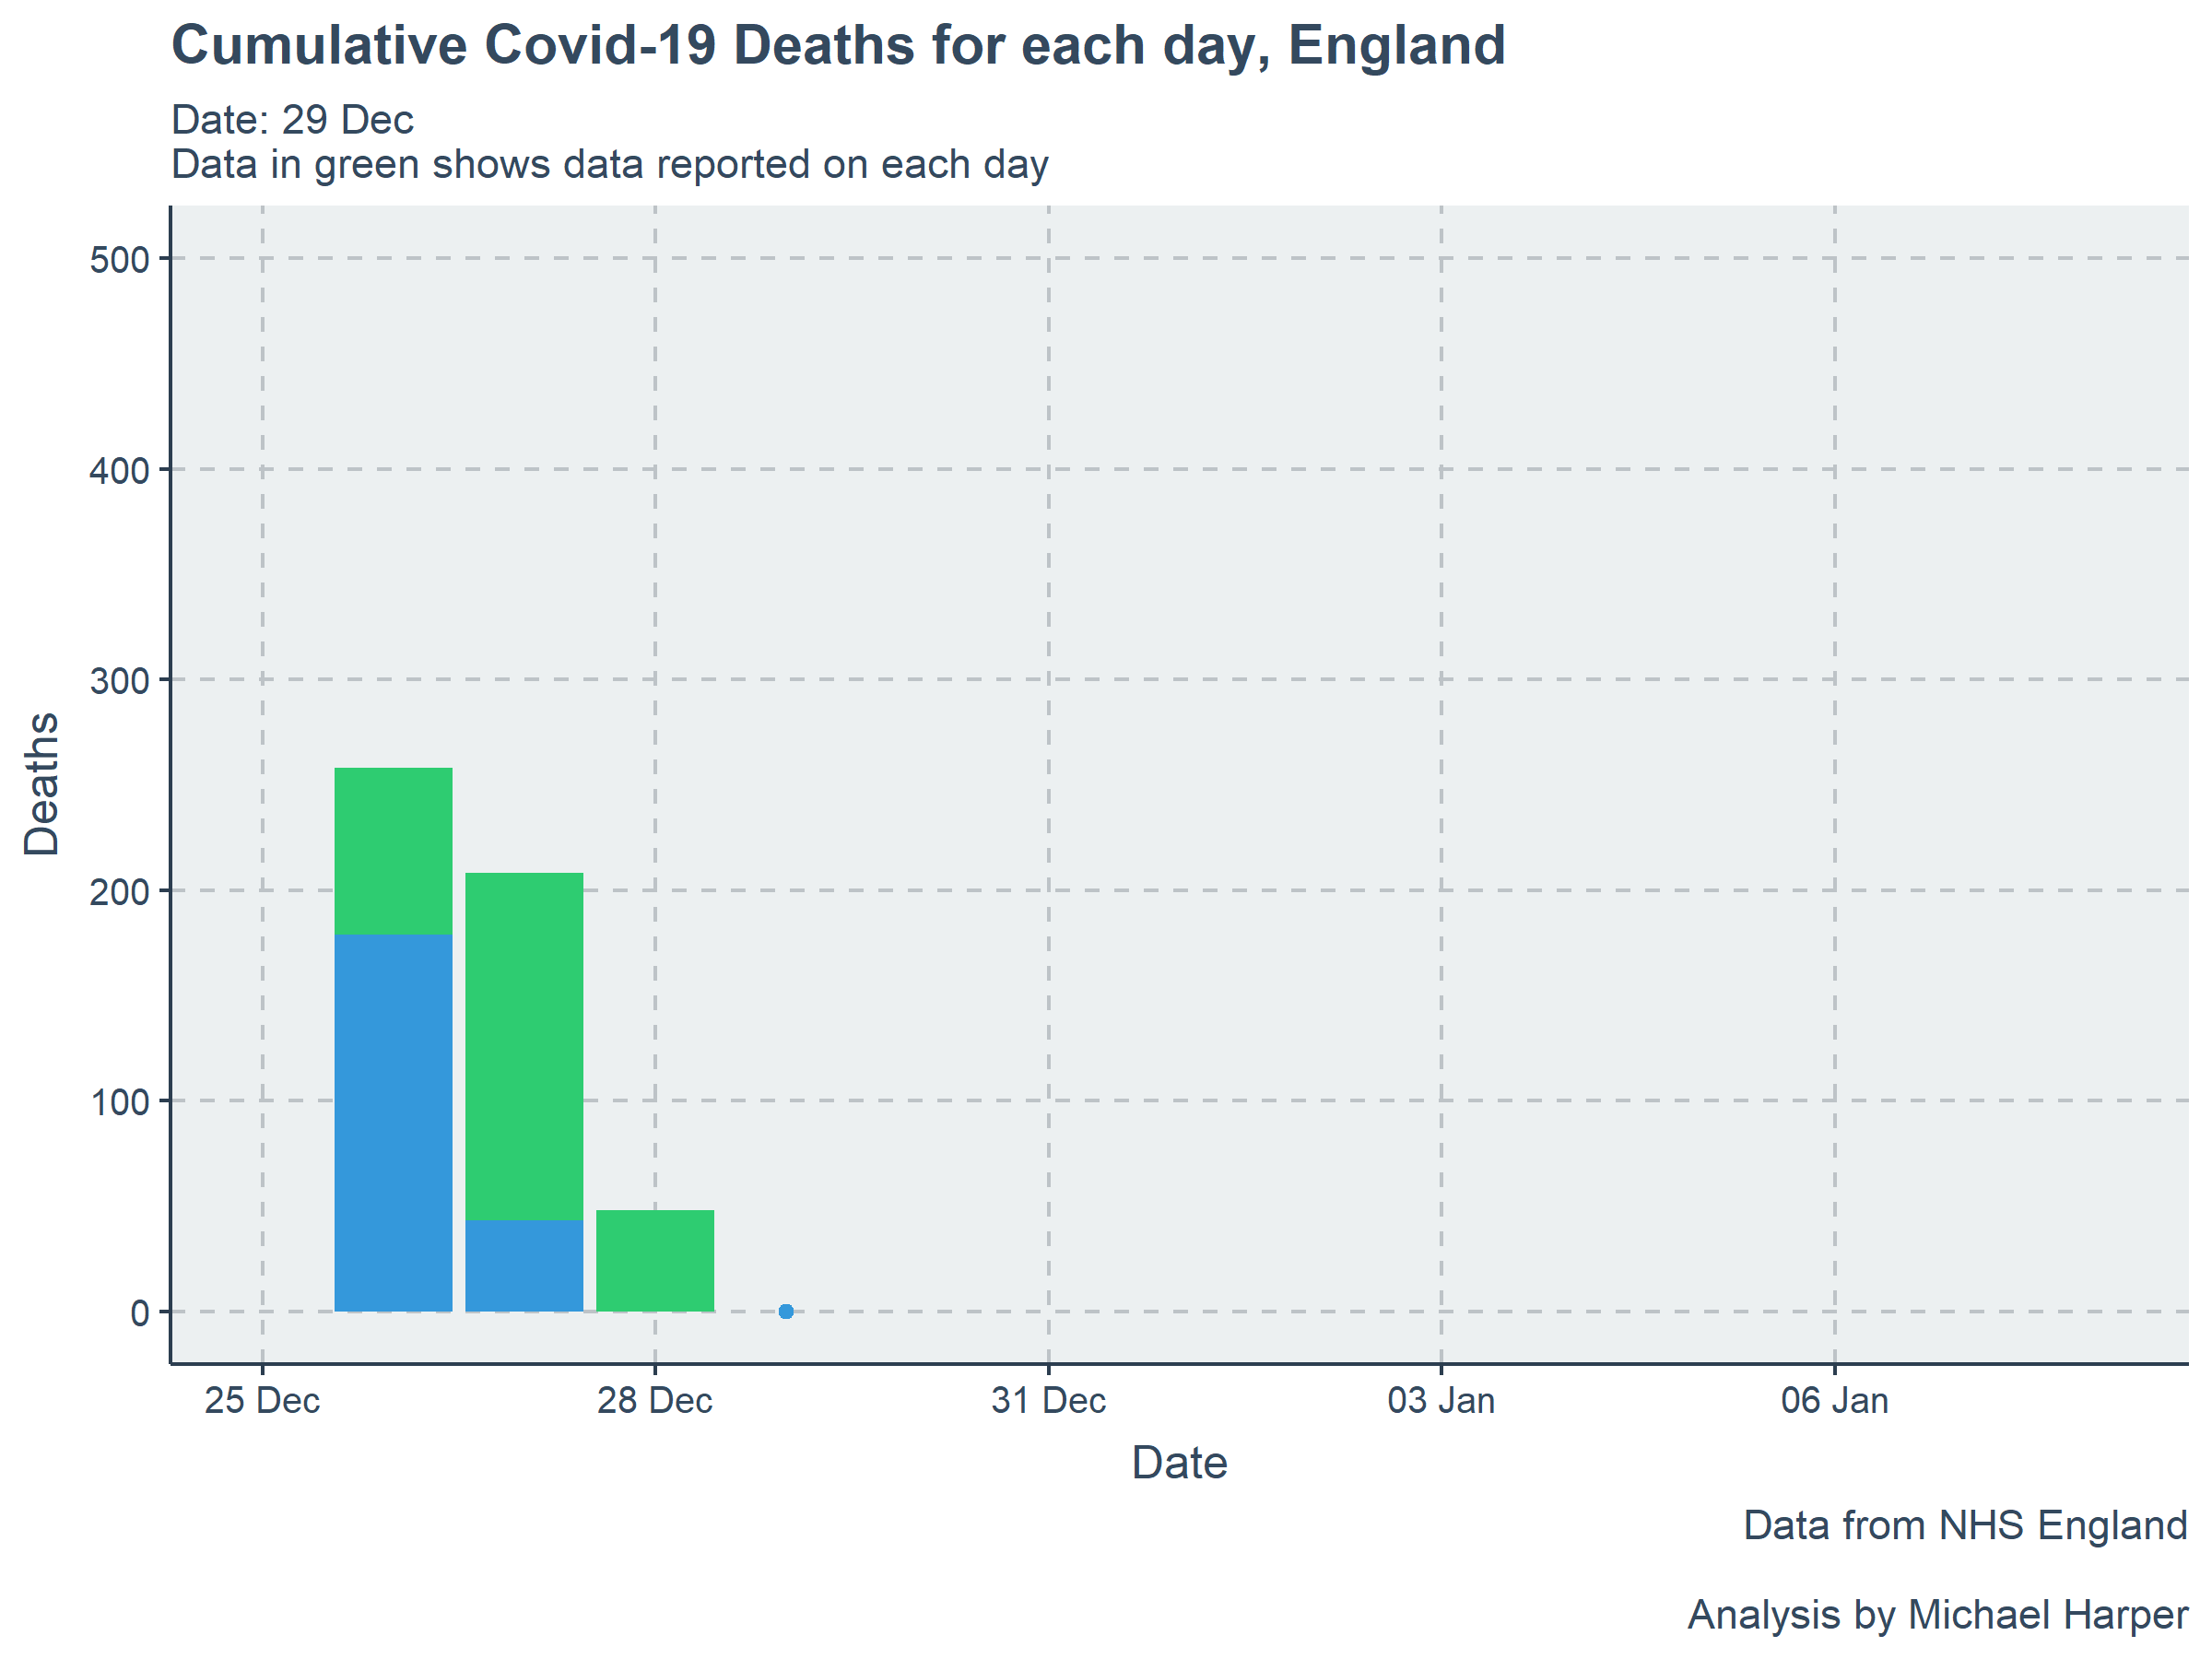 Cumulative Covid-19 Deaths for each day, England
Date: 29 Dec
Data in green shows data reported on each day
500
400
300
200
100
0
Deaths
25 Dec
28 Dec
31 Dec
03 Jan
06 Jan
Date
Data from NHS England
Analysis by Michael Harper